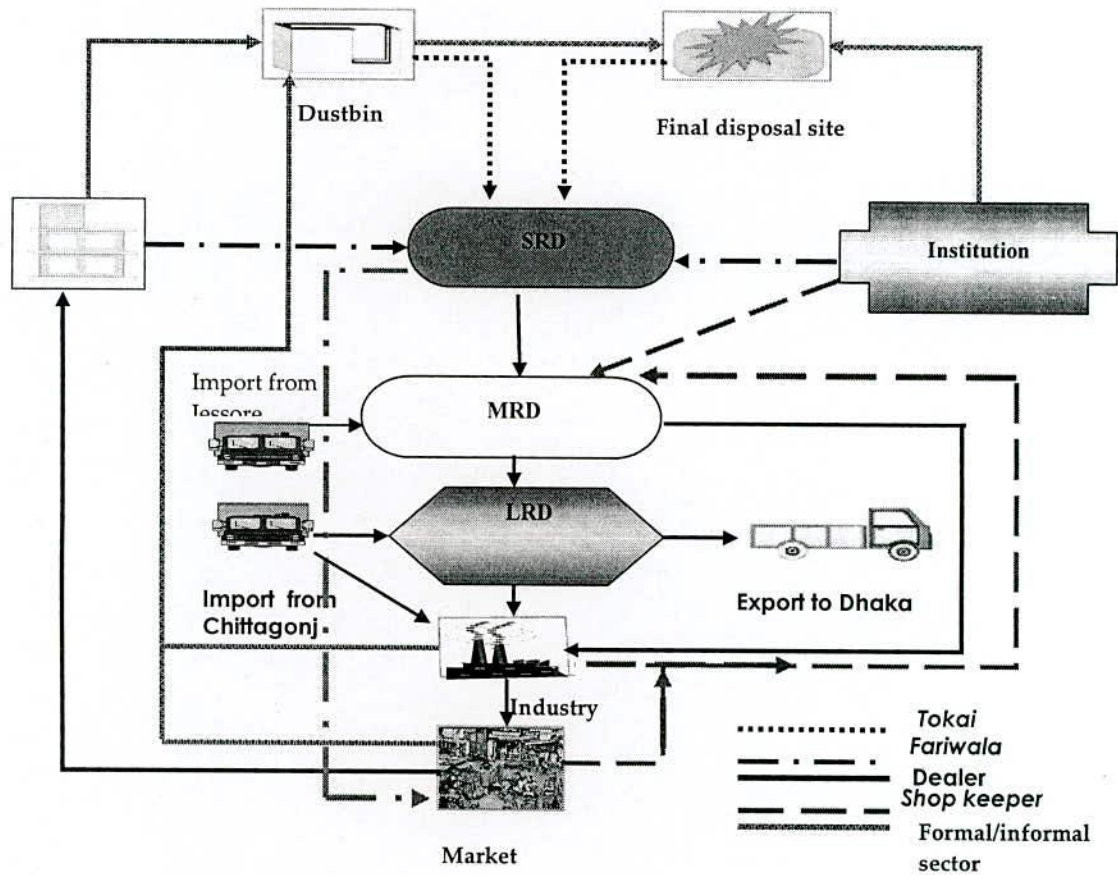 Dustbin
Final disposal site
SRD
Institution
Import from
Jessore
MRD
LRD
Import from
Chittagonj
Export to Dhaka
Industry
Market
Tokai
Fariwala
Dealer
Shop keeper
Formal/informal
sector